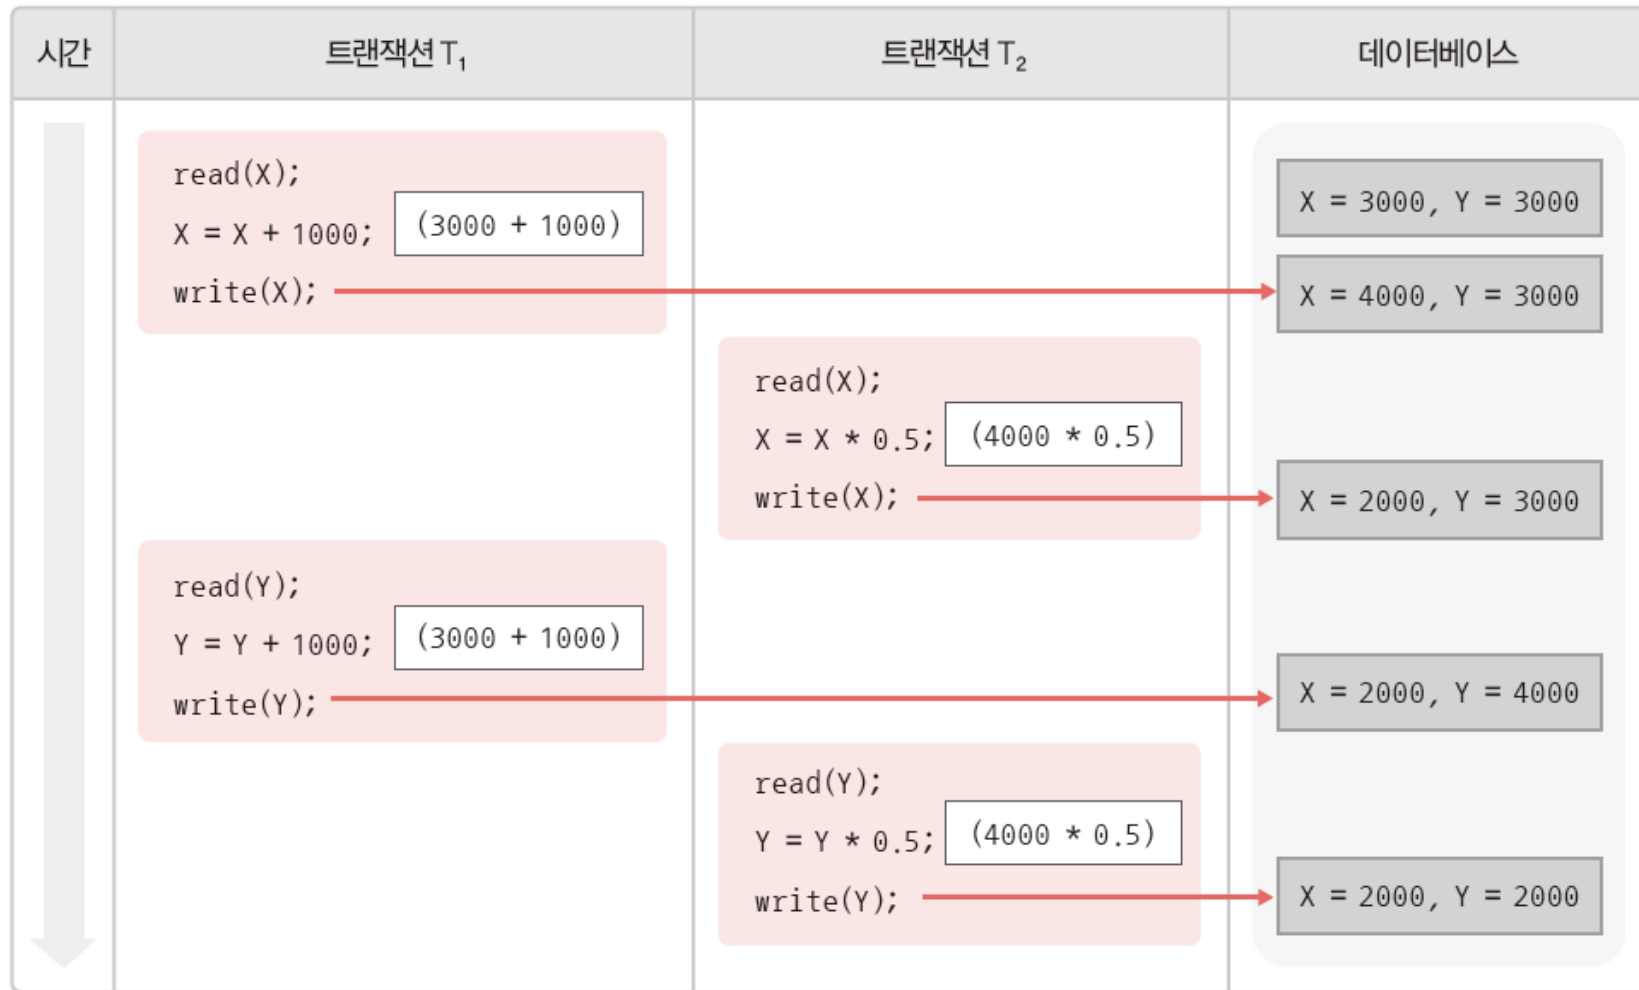 시간 트랜잭션 T₁ 트랜잭션 T₂ 데이터베이스
X = 3000, Y = 3000
read(X);
X = X + 1000; (3000 + 1000)
write(X);
X = 4000, Y = 3000
read(X);
X = X * 0.5; (4000 * 0.5)
write(X);
X = 2000, Y = 3000
read(Y);
Y = Y + 1000; (3000 + 1000)
write(Y);
X = 2000, Y = 4000
read(Y);
Y = Y * 0.5; (4000 * 0.5)
write(Y);
X = 2000, Y = 2000